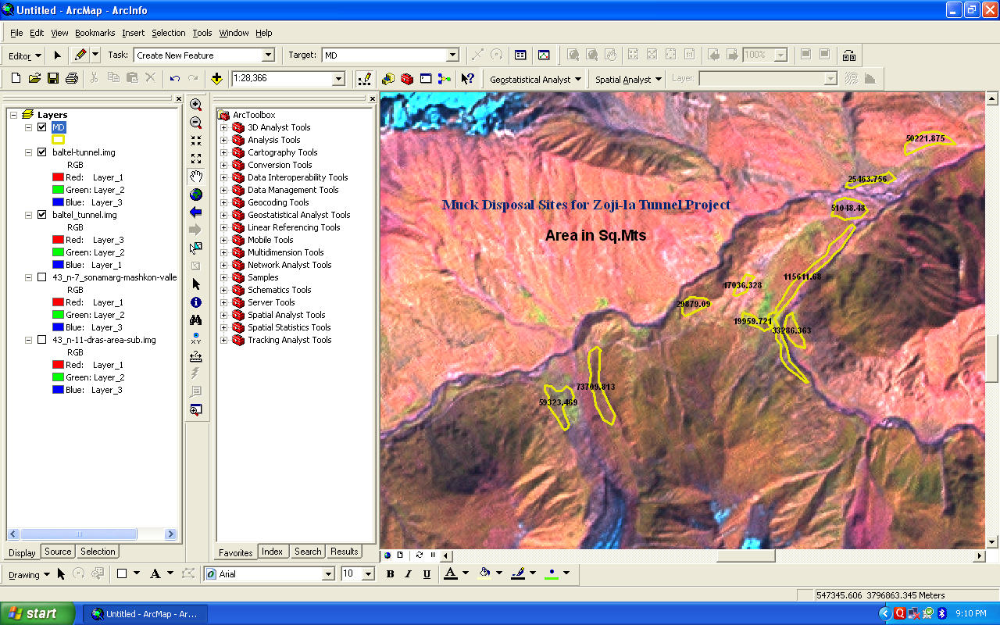 Untitled - ArcMap - ArcInfo
File Edit View Bookmarks Insert Selection Tools Window Help
Editor Task: Create New Feature Target: MD 100%
1:28,366 Geostatistical Analyst Spatial Analyst Layer:
Layers
MD
baltel-tunnel.img
RGB
Red: Layer_1
Green: Layer_2
Blue: Layer_3
balte_tunnel.img
RGB
Red: Layer_3
Green: Layer_2
Blue: Layer_1
43_n-7_sonamarg-mashkon-valle
RGB
Red: Layer_1
Green: Layer_2
Blue: Layer_3
43_n-11-dras-area-sub.img
RGB
Red: Layer_1
Green: Layer_2
Blue: Layer_3
Display Source Selection
ArcToolbox
3D Analyst Tools
Analysis Tools
Cartography Tools
Conversion Tools
Data Interoperability Tools
Data Management Tools
Geocoding Tools
Geostatistical Analyst Tools
Linear Referencing Tools
Mobile Tools
Multidimension Tools
Network Analyst Tools
Samples
Schematics Tools
Server Tools
Spatial Analyst Tools
Spatial Statistics Tools
Tracking Analyst Tools
Favorites Index Search Results
50221.875
25463.756
Muck Disposal Sites for Zoji-la Tunnel Project
51048.48
Area in Sq.Mts
115611.68
17036.328
29879.09
19959.721
33286.363
73709.813
59323.469
Drawing A Arial 10 B I U A
547345.606 3796863.345 Meters
start Untitled - ArcMap - Ar... 9:10 PM